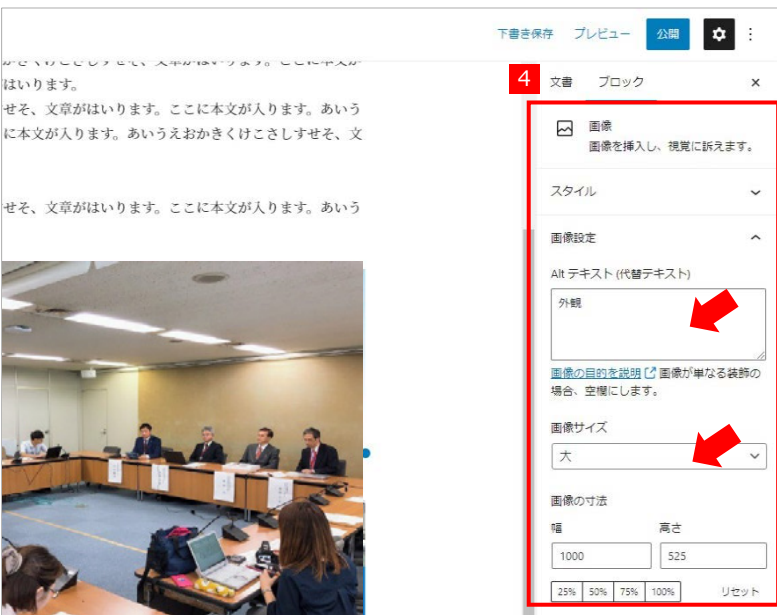 下書き保存 プレビュー 公開
はいります。
せそ、文章がはいります。ここに本文が入ります。あいう
に本文が入ります。あいうえおかきくけこさしすせそ、文
せそ、文章がはいります。ここに本文が入ります。あいう
4
文書 ブロック
画像
画像を挿入し、視覚に訴えます。
スタイル
画像設定
Alt テキスト (代替テキスト)
外観
画像の目的を説明 画像が単なる装飾の
場合、空欄にします。
画像サイズ
大
画像の寸法
幅 高さ
1000 525
25% 50% 75% 100% リセット